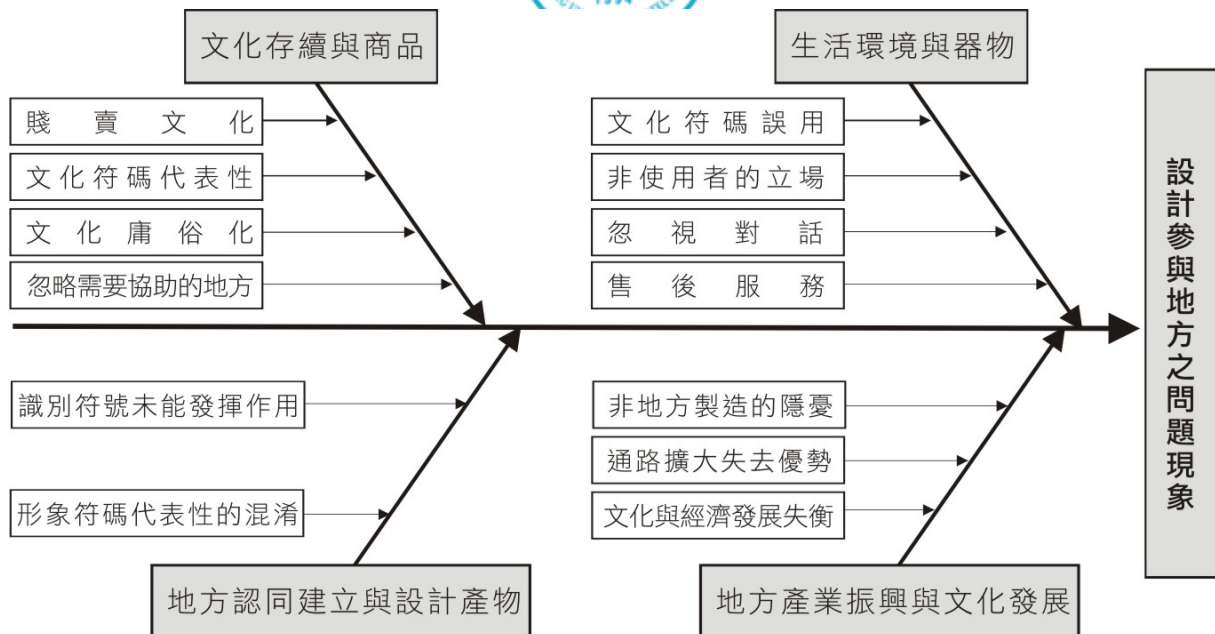 文化存續與商品
賤賣文化
文化符碼代表性
文化庸俗化
忽略需要協助的地方
生活環境與器物
文化符碼誤用
非使用者的立場
忽視對話
售後服務
識別符號未能發揮作用
形象符碼代表性的混淆
地方認同建立與設計產物
非地方製造的隱憂
通路擴大失去優勢
文化與經濟發展失衡
地方產業振興與文化發展
設計參與地方之問題現象